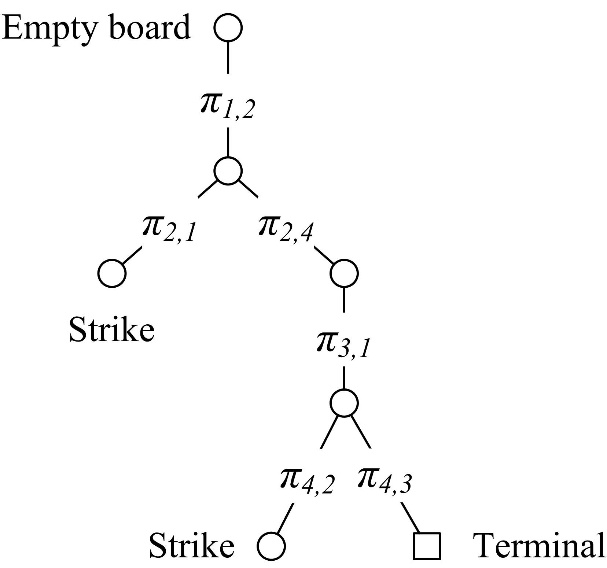 Empty board
π1,2
π2,1 π2,4
Strike
π3,1
π4,2 π4,3
Strike Terminal